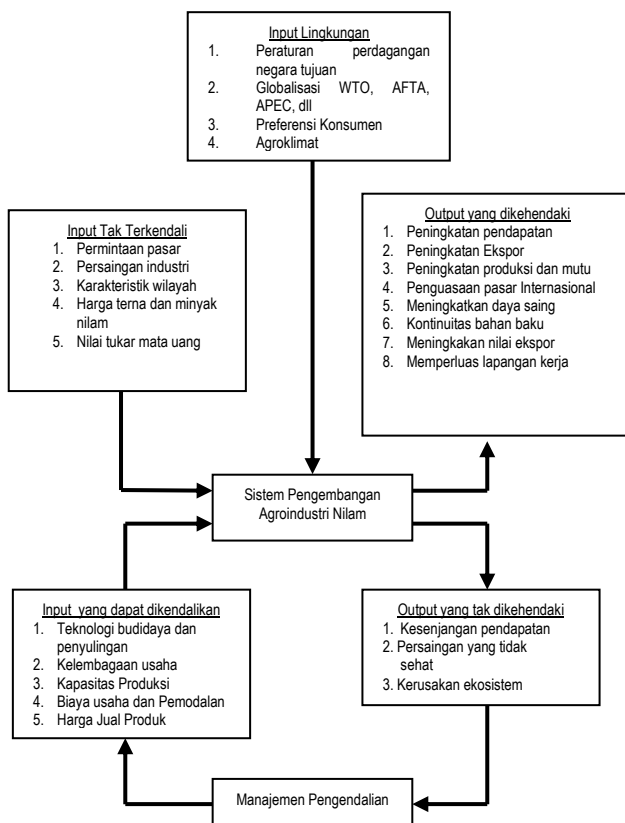 Input Lingkungan
1. Peraturan perdagangan
negara tujuan
2. Globalisasi WTO, AFTA,
APEC, dll
3. Preferensi Konsumen
4. Agroklimat
Input Tak Terkendali
1. Permintaan pasar
2. Persaingan industri
3. Karakteristik wilayah
4. Harga terna dan minyak
nilam
5. Nilai tukar mata uang
Output yang dikehendaki
1. Peningkatan pendapatan
2. Peningkatan Ekspor
3. Peningkatan produksi dan mutu
4. Penguasaan pasar Internasional
5. Meningkatkan daya saing
6. Kontinuitas bahan baku
7. Meningkakan nilai ekspor
8. Memperluas lapangan kerja
Sistem Pengembangan
Agroindustri Nilam
Input yang dapat dikendalikan
1. Teknologi budidaya dan
penyulingan
2. Kelembagaan usaha
3. Kapasitas Produksi
4. Biaya usaha dan Pemodalan
5. Harga Jual Produk
Output yang tak dikehendaki
1. Kesenjangan pendapatan
2. Persaingan yang tidak
sehat
3. Kerusakan ekosistem
Manajemen Pengendalian